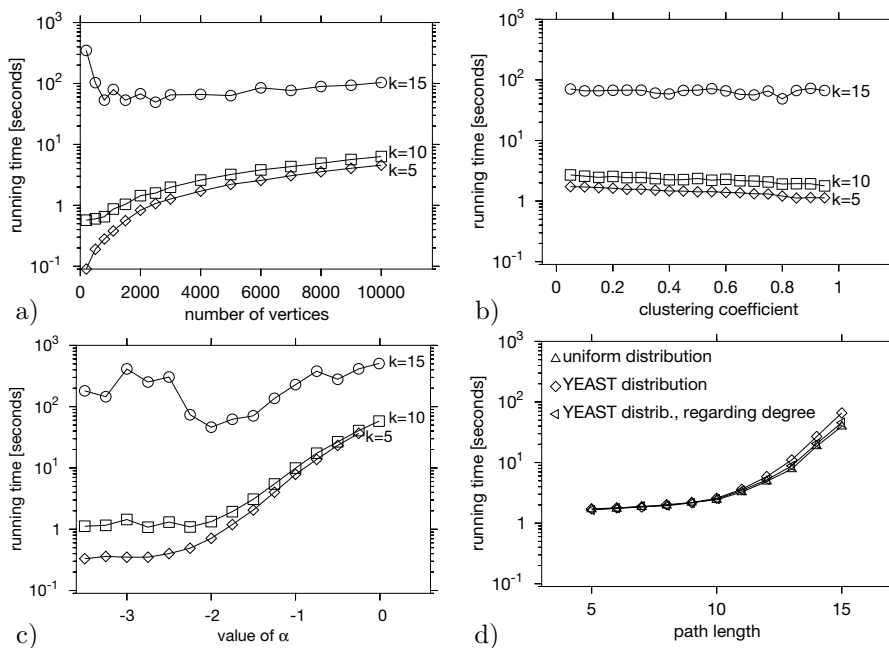 10³
10²
10¹
1
10⁻¹
running time [seconds]
k=15
k=10
k=5
0 2000 4000 6000 8000 10000
number of vertices
a)
10³
10²
10¹
1
10⁻¹
running time [seconds]
k=15
k=10
k=5
0 0.2 0.4 0.6 0.8 1
clustering coefficient
b)
10³
10²
10¹
1
10⁻¹
running time [seconds]
k=15
k=10
k=5
-3 -2 -1 0
value of α
c)
10³
10²
10¹
1
10⁻¹
running time [seconds]
uniform distribution
YEAST distribution
YEAST distrib., regarding degree
5 10 15
path length
d)